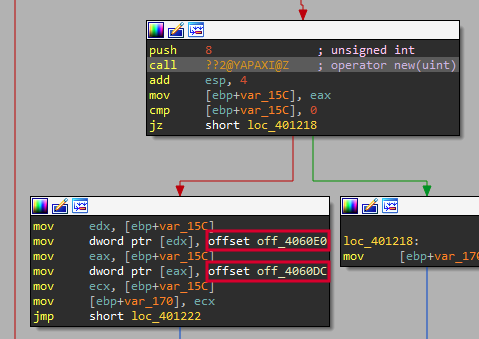 push    8               ; unsigned int
call    ??2@YAPAXI@Z    ; operator new(uint)
add     esp, 4
mov     [ebp+var_15C], eax
cmp     [ebp+var_15C], 0
jz      short loc_401218
mov     edx, [ebp+var_15C]
mov     dword ptr [edx], offset off_4060E0
mov     eax, [ebp+var_15C]
mov     dword ptr [eax], offset off_4060DC
mov     ecx, [ebp+var_15C]
mov     [ebp+var_170], ecx
jmp     short loc_401222
loc_401218:
mov     [ebp+var_170